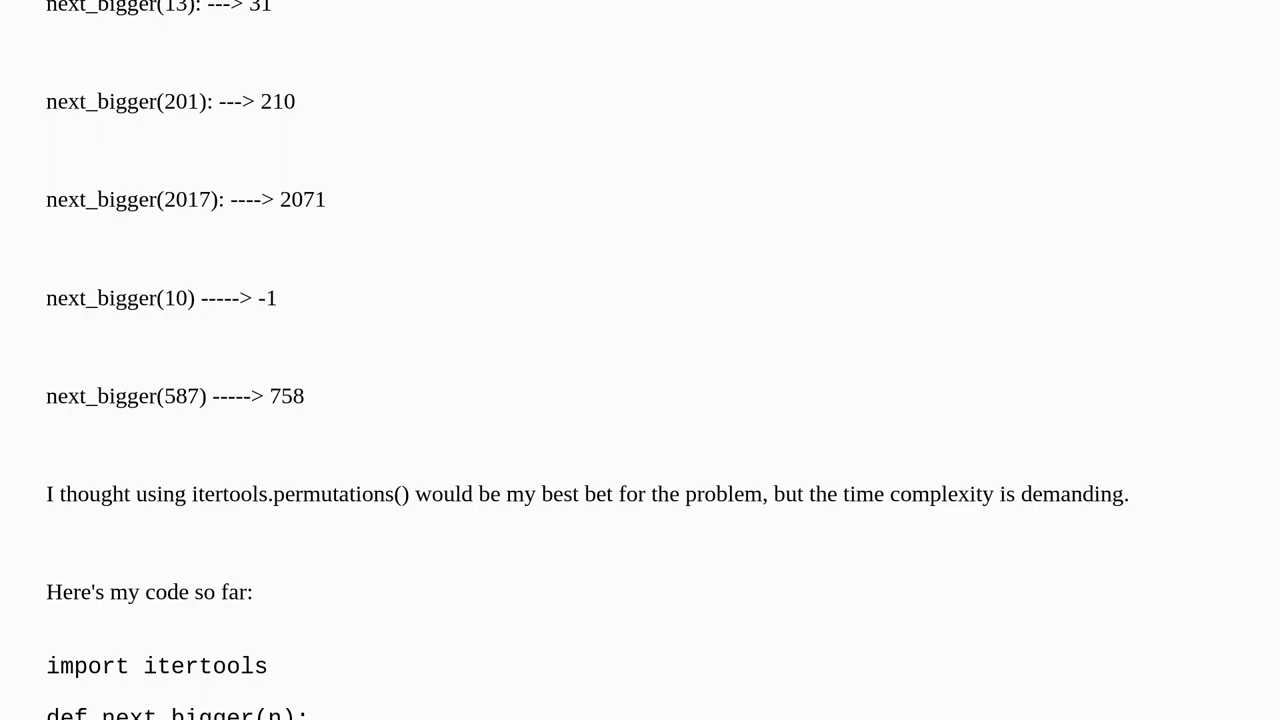 next_bigger(13): ---> 31
next_bigger(201): ---> 210
next_bigger(2017): ----> 2071
next_bigger(10) -----> -1
next_bigger(587) -----> 758
I thought using itertools.permutations() would be my best bet for the problem, but the time complexity is demanding.
Here's my code so far:
import itertools
def next_bigger(n):